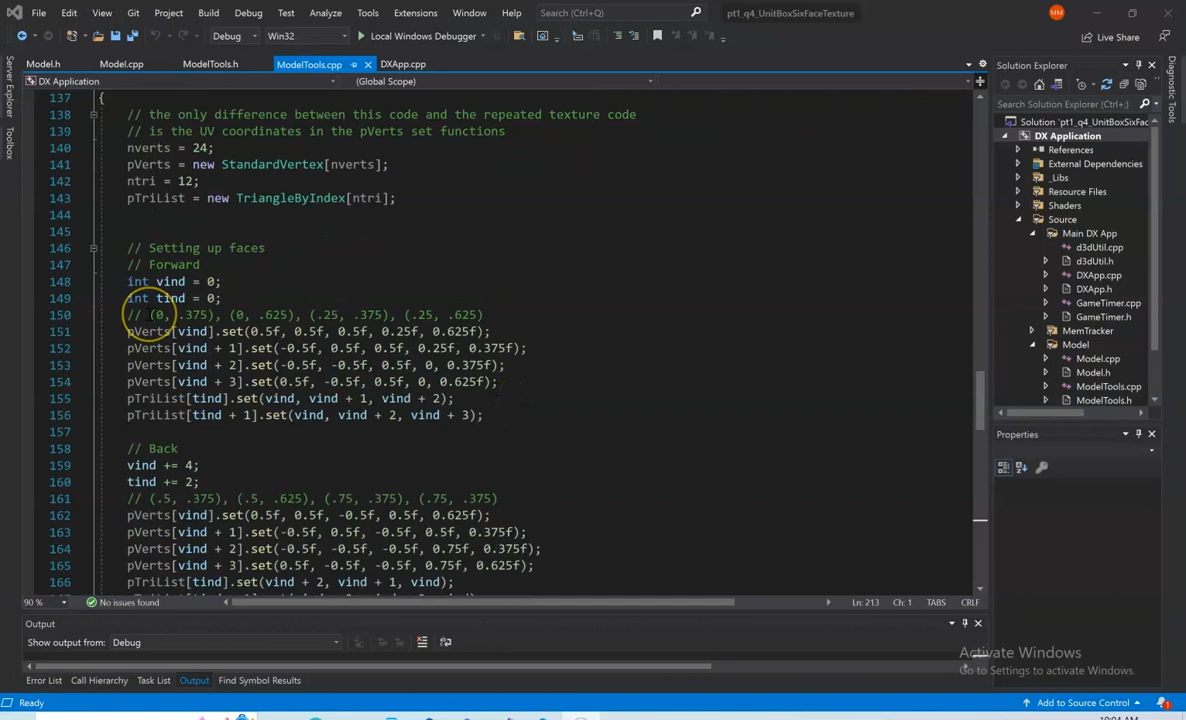 File Edit View Git Project Build Debug Test Analyze Tools Extensions Window Help Search (Ctrl+Q) pt1_q4_UnitBoxSixFaceTexture MM
Debug Win32 Local Windows Debugger Live Share
Server Explorer
Toolbox
Model.h Model.cpp ModelTools.h ModelTools.cpp DXApp.cpp
DX Application (Global Scope)
137 {
138 // the only difference between this code and the repeated texture code
139 // is the UV coordinates in the pVerts set functions
140 nverts = 24;
141 pVerts = new StandardVertex[nverts];
142 ntri = 12;
143 pTriList = new TriangleByIndex[ntri];
144
145
146 // Setting up faces
147 // Forward
148 int vind = 0;
149 int tind = 0;
150 // (0, .375), (0, .625), (.25, .375), (.25, .625)
151 pVerts[vind].set(0.5f, 0.5f, 0.5f, 0.25f, 0.625f);
152 pVerts[vind + 1].set(-0.5f, 0.5f, 0.5f, 0.25f, 0.375f);
153 pVerts[vind + 2].set(-0.5f, -0.5f, 0.5f, 0, 0.375f);
154 pVerts[vind + 3].set(0.5f, -0.5f, 0.5f, 0, 0.625f);
155 pTriList[tind].set(vind, vind + 1, vind + 2);
156 pTriList[tind + 1].set(vind, vind + 2, vind + 3);
157
158 // Back
159 vind += 4;
160 tind += 2;
161 // (.5, .375), (.5, .625), (.75, .375), (.75, .375)
162 pVerts[vind].set(0.5f, 0.5f, -0.5f, 0.5f, 0.625f);
163 pVerts[vind + 1].set(-0.5f, 0.5f, -0.5f, 0.5f, 0.375f);
164 pVerts[vind + 2].set(-0.5f, -0.5f, -0.5f, 0.75f, 0.375f);
165 pVerts[vind + 3].set(0.5f, -0.5f, -0.5f, 0.75f, 0.625f);
166 pTriList[tind].set(vind + 2, vind + 1, vind);
90 % No issues found Ln: 213 Ch: 1 TABS CRLF
Output
Show output from: Debug
Error List Call Hierarchy Task List Output Find Symbol Results
Solution Explorer
Search Solution Explorer (Ctrl+
Solution 'pt1_q4_UnitBoxSixFac
DX Application
References
External Dependencies
_Libs
Resource Files
Shaders
Source
Main DX App
d3dUtil.cpp
d3dUtil.h
DXApp.cpp
DXApp.h
GameTimer.cpp
GameTimer.h
MemTracker
Model
Model.cpp
Model.h
ModelTools.cpp
ModelTools.h
Properties
Diagnostic Tools
Activate Windows
Go to Settings to activate Windows.
Ready Add to Source Control 1